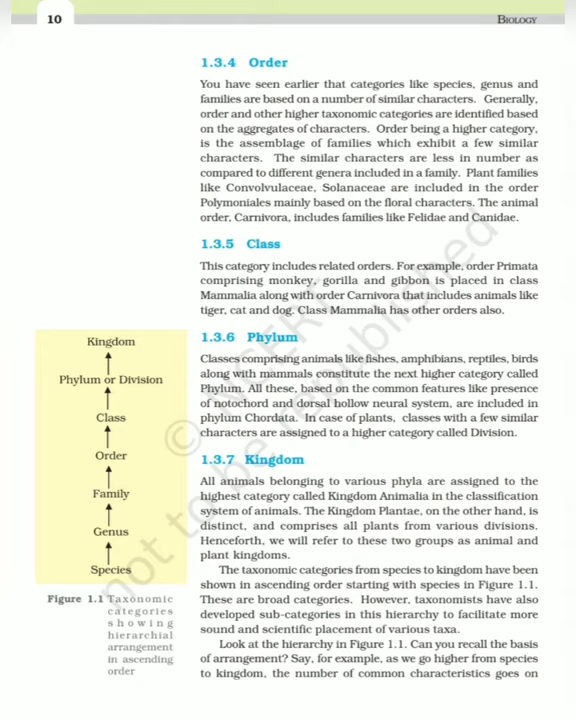 10
BIOLOGY
1.3.4 Order
You have seen earlier that categories like species, genus and
families are based on a number of similar characters. Generally,
order and other higher taxonomic categories are identified based
on the aggregates of characters. Order being a higher category,
is the assemblage of families which exhibit a few similar
characters. The similar characters are less in number as
compared to different genera included in a family. Plant families
like Convolvulaceae, Solanaceae are included in the order
Polymoniales mainly based on the floral characters. The animal
order, Carnivora, includes families like Felidae and Canidae.
1.3.5 Class
This category includes related orders. For example, order Primata
comprising monkey, gorilla and gibbon is placed in class
Mammalia along with order Carnivora that includes animals like
tiger, cat and dog. Class Mammalia has other orders also.
1.3.6 Phylum
Classes comprising animals like fishes, amphibians, reptiles, birds
along with mammals constitute the next higher category called
Phylum. All these, based on the common features like presence
of notochord and dorsal hollow neural system, are included in
phylum Chordata. In case of plants, classes with a few similar
characters are assigned to a higher category called Division.
1.3.7 Kingdom
All animals belonging to various phyla are assigned to the
highest category called Kingdom Animalia in the classification
system of animals. The Kingdom Plantae, on the other hand, is
distinct, and comprises all plants from various divisions.
Henceforth, we will refer to these two groups as animal and
plant kingdoms.
The taxonomic categories from species to kingdom have been
shown in ascending order starting with species in Figure 1.1.
These are broad categories. However, taxonomists have also
developed sub-categories in this hierarchy to facilitate more
sound and scientific placement of various taxa.
Look at the hierarchy in Figure 1.1. Can you recall the basis
of arrangement? Say, for example, as we go higher from species
to kingdom, the number of common characteristics goes on
Kingdom
Phylum or Division
Class
Order
Family
Genus
Species
Figure 1.1 Taxonomic
categories
showing
hierarchial
arrangement
in ascending
order
© NCERT
not to be republished